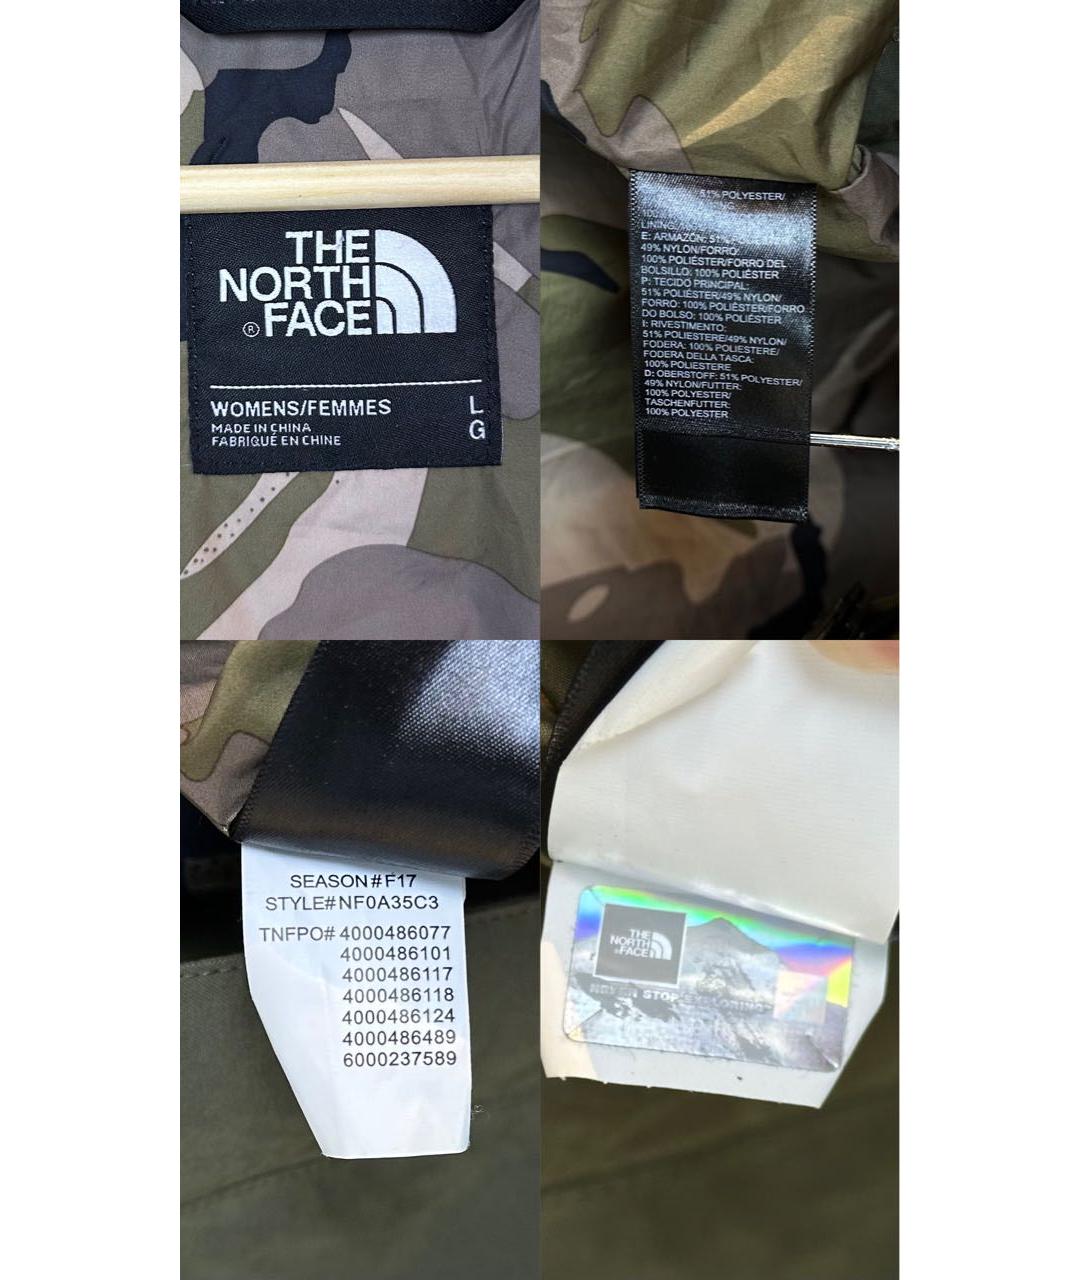 THE
NORTH
FACE
®
WOMENS/FEMMES L
MADE IN CHINA G
FABRIQUÉ EN CHINE
51% POLYESTER/
LINING:
E: ARMAZÓN: 51%
49% NYLON/FORRO:
100% POLIÉSTER/FORRO DEL
BOLSILLO: 100% POLIÉSTER
P: TECIDO PRINCIPAL:
51% POLIÉSTER/49% NYLON/
FORRO: 100% POLIÉSTER/FORRO
DO BOLSO: 100% POLIÉSTER
I: RIVESTIMENTO:
51% POLIESTERE/49% NYLON/
FODERA: 100% POLIESTERE/
FODERA DELLA TASCA:
100% POLIESTERE
D: OBERSTOFF: 51% POLYESTER/
49% NYLON/FUTTER:
100% POLYESTER/
TASCHENFUTTER:
100% POLYESTER
SEASON#F17
STYLE#NF0A35C3
TNFPO# 4000486077
4000486101
4000486117
4000486118
4000486124
4000486489
6000237589
THE
NORTH
FACE
NEVER STOP EXPLORING